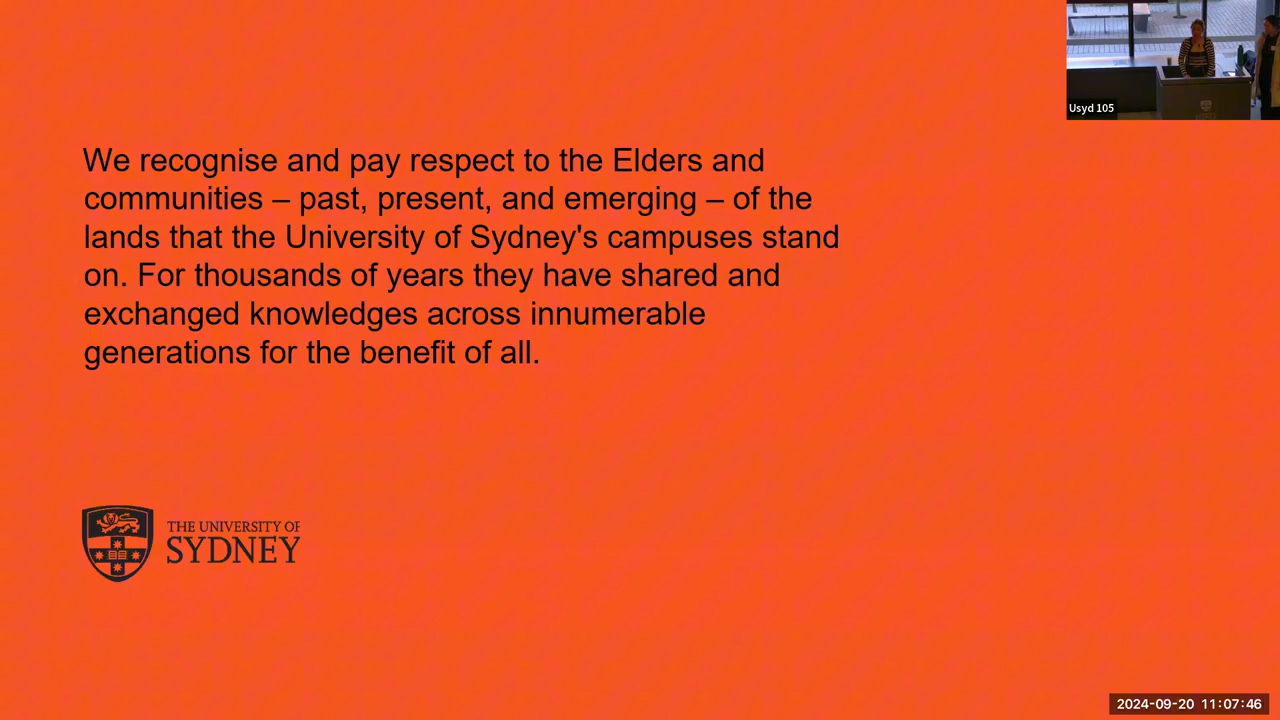 Usyd 105
We recognise and pay respect to the Elders and
communities – past, present, and emerging – of the
lands that the University of Sydney's campuses stand
on. For thousands of years they have shared and
exchanged knowledges across innumerable
generations for the benefit of all.
THE UNIVERSITY OF
SYDNEY
2024-09-20 11:07:46